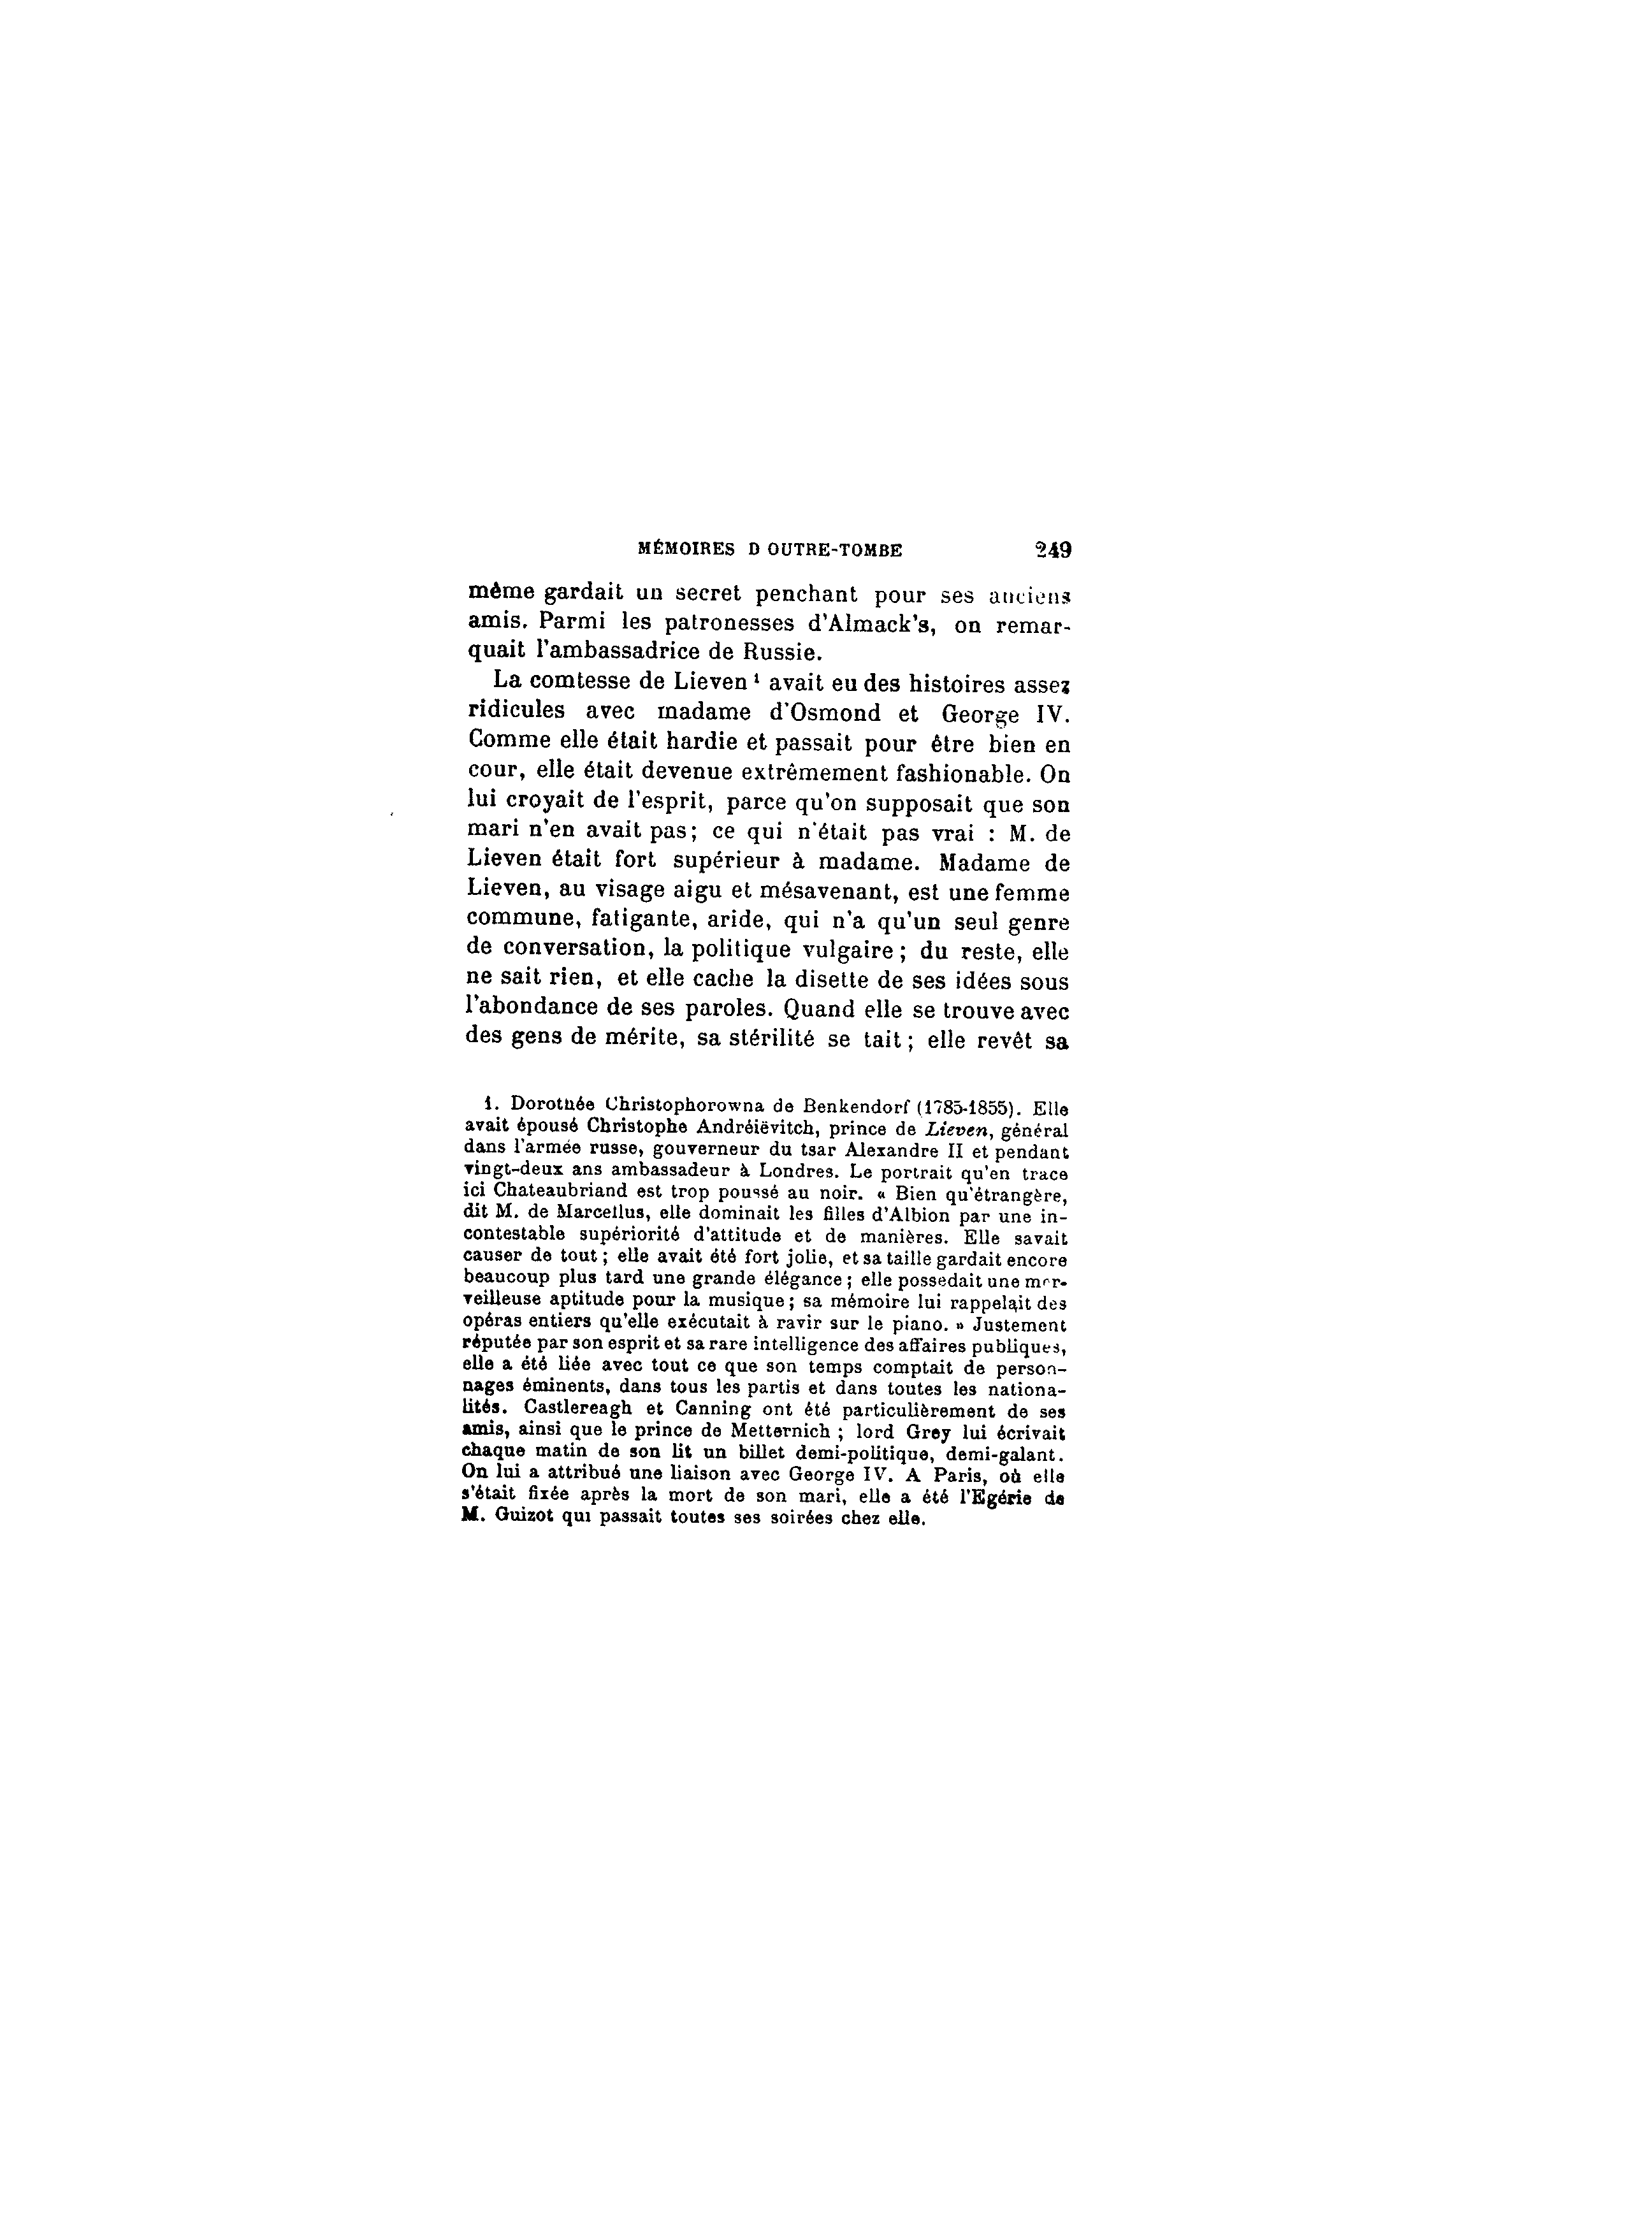 MÉMOIRES D OUTRE-TOMBE 249
même gardait un secret penchant pour ses anciens
amis. Parmi les patronesses d'Almack's, on remar-
quait l'ambassadrice de Russie.
La comtesse de Lieven ¹ avait eu des histoires assez
ridicules avec madame d'Osmond et George IV.
Comme elle était hardie et passait pour être bien en
cour, elle était devenue extrêmement fashionable. On
lui croyait de l'esprit, parce qu'on supposait que son
mari n'en avait pas; ce qui n'était pas vrai : M. de
Lieven était fort supérieur à madame. Madame de
Lieven, au visage aigu et mésavenant, est une femme
commune, fatigante, aride, qui n'a qu'un seul genre
de conversation, la politique vulgaire; du reste, elle
ne sait rien, et elle cache la disette de ses idées sous
l'abondance de ses paroles. Quand elle se trouve avec
des gens de mérite, sa stérilité se tait; elle revêt sa
1. Dorothée Christophorowna de Benkendorf (1785-1855). Elle
avait épousé Christophe Andréiëvitch, prince de Lieven, général
dans l'armée russe, gouverneur du tsar Alexandre II et pendant
vingt-deux ans ambassadeur à Londres. Le portrait qu'en trace
ici Chateaubriand est trop poussé au noir. « Bien qu'étrangère,
dit M. de Marcellus, elle dominait les filles d'Albion par une in-
contestable supériorité d'attitude et de manières. Elle savait
causer de tout; elle avait été fort jolie, et sa taille gardait encore
beaucoup plus tard une grande élégance; elle possedait une mer-
veilleuse aptitude pour la musique; sa mémoire lui rappelait des
opéras entiers qu'elle exécutait à ravir sur le piano. » Justement
réputée par son esprit et sa rare intelligence des affaires publiques,
elle a été liée avec tout ce que son temps comptait de person-
nages éminents, dans tous les partis et dans toutes les nationa-
lités. Castlereagh et Canning ont été particulièrement de ses
amis, ainsi que le prince de Metternich; lord Grey lui écrivait
chaque matin de son lit un billet demi-politique, demi-galant.
On lui a attribué une liaison avec George IV. A Paris, où elle
s'était fixée après la mort de son mari, elle a été l'Egérie de
M. Guizot qui passait toutes ses soirées chez elle.